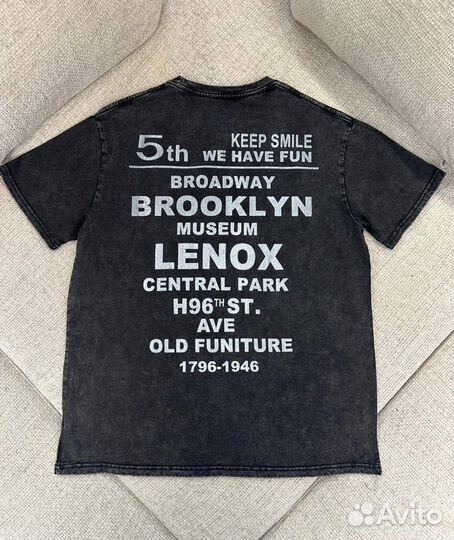 5th KEEP SMILE
WE HAVE FUN
BROADWAY
BROOKLYN
MUSEUM
LENOX
CENTRAL PARK
H96TH ST.
AVE
OLD FUNITURE
1796-1946
Avito